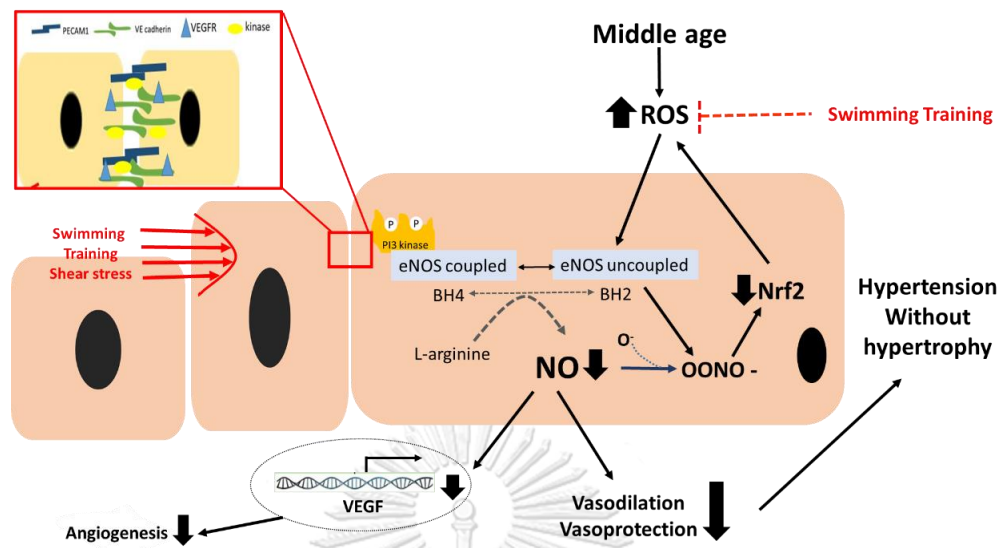 PECAM1
VE cadherin
VEGFR
kinase
Middle age
ROS
Swimming Training
Swimming
Training
Shear stress
P P
PI3 kinase
eNOS coupled
eNOS uncoupled
BH4
BH2
L-arginine
NO
O-
OONO -
Nrf2
Hypertension
Without
hypertrophy
VEGF
Angiogenesis
Vasodilation
Vasoprotection